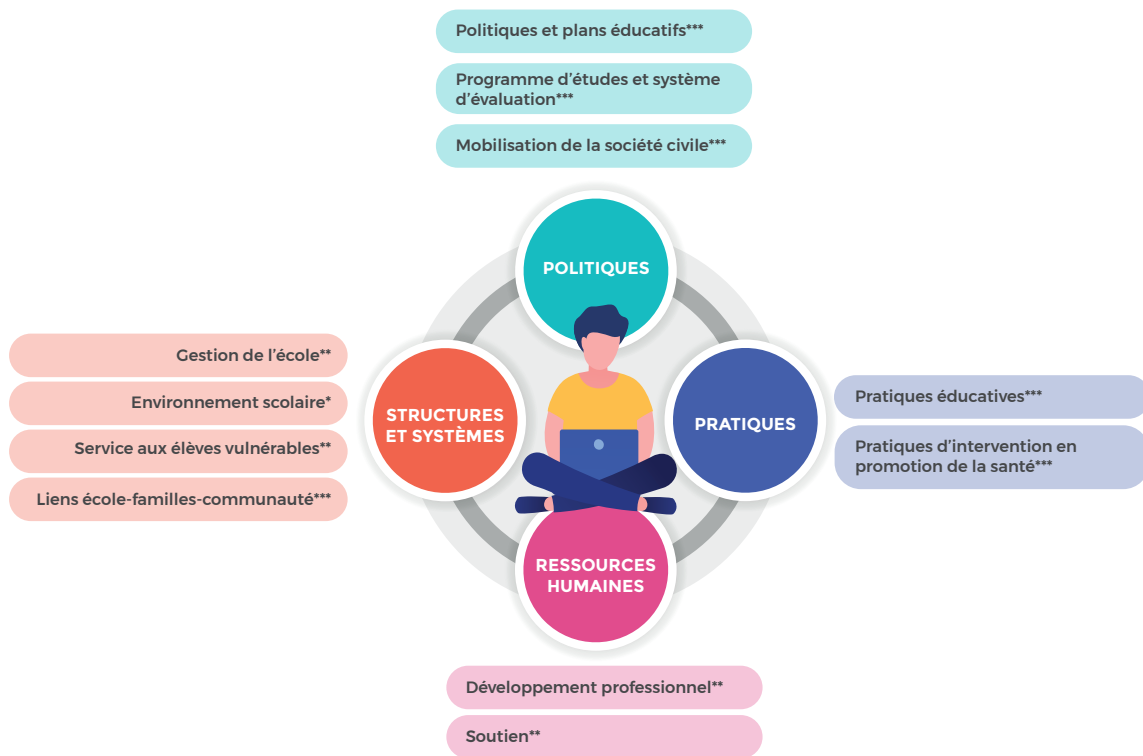 Politiques et plans éducatifs***
Programme d’études et système
d’évaluation***
Mobilisation de la société civile***
POLITIQUES
Gestion de l’école**
Environnement scolaire*
Service aux élèves vulnérables**
Liens école-familles-communauté***
STRUCTURES
ET SYSTÈMES
PRATIQUES
Pratiques éducatives***
Pratiques d’intervention en
promotion de la santé***
RESSOURCES
HUMAINES
Développement professionnel**
Soutien**